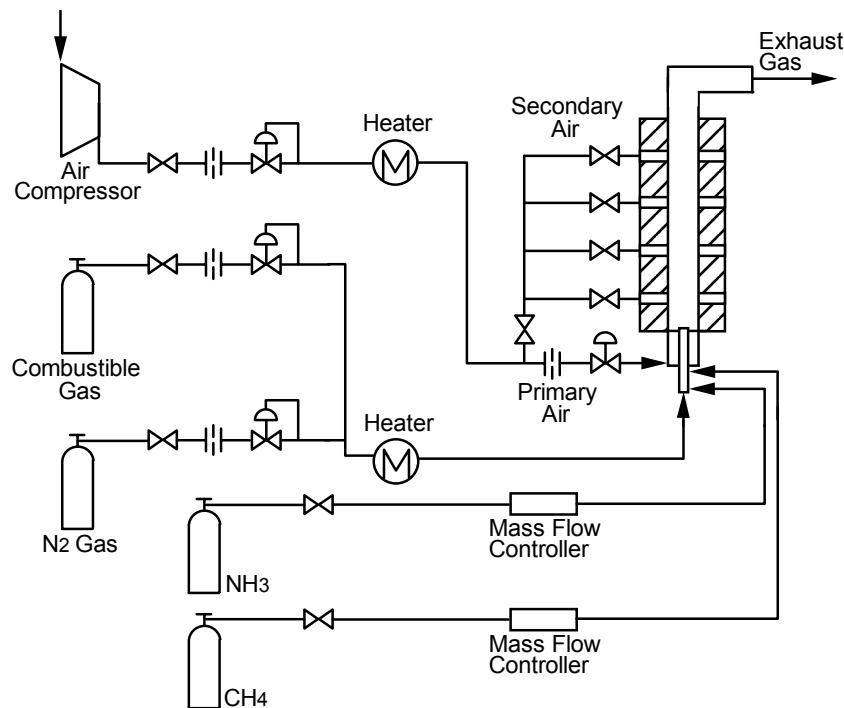 Exhaust
Gas
Secondary
Air
Heater
M
Air
Compressor
Combustible
Gas
Primary
Air
Heater
M
N2 Gas
Mass Flow
Controller
NH3
Mass Flow
Controller
CH4